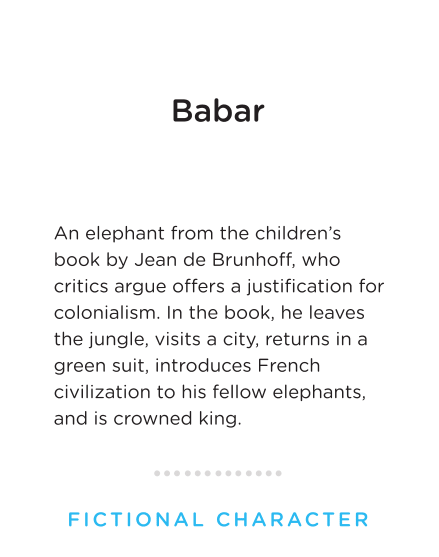 Babar
An elephant from the children’s
book by Jean de Brunhoff, who
critics argue offers a justification for
colonialism. In the book, he leaves
the jungle, visits a city, returns in a
green suit, introduces French
civilization to his fellow elephants,
and is crowned king.
FICTIONAL CHARACTER